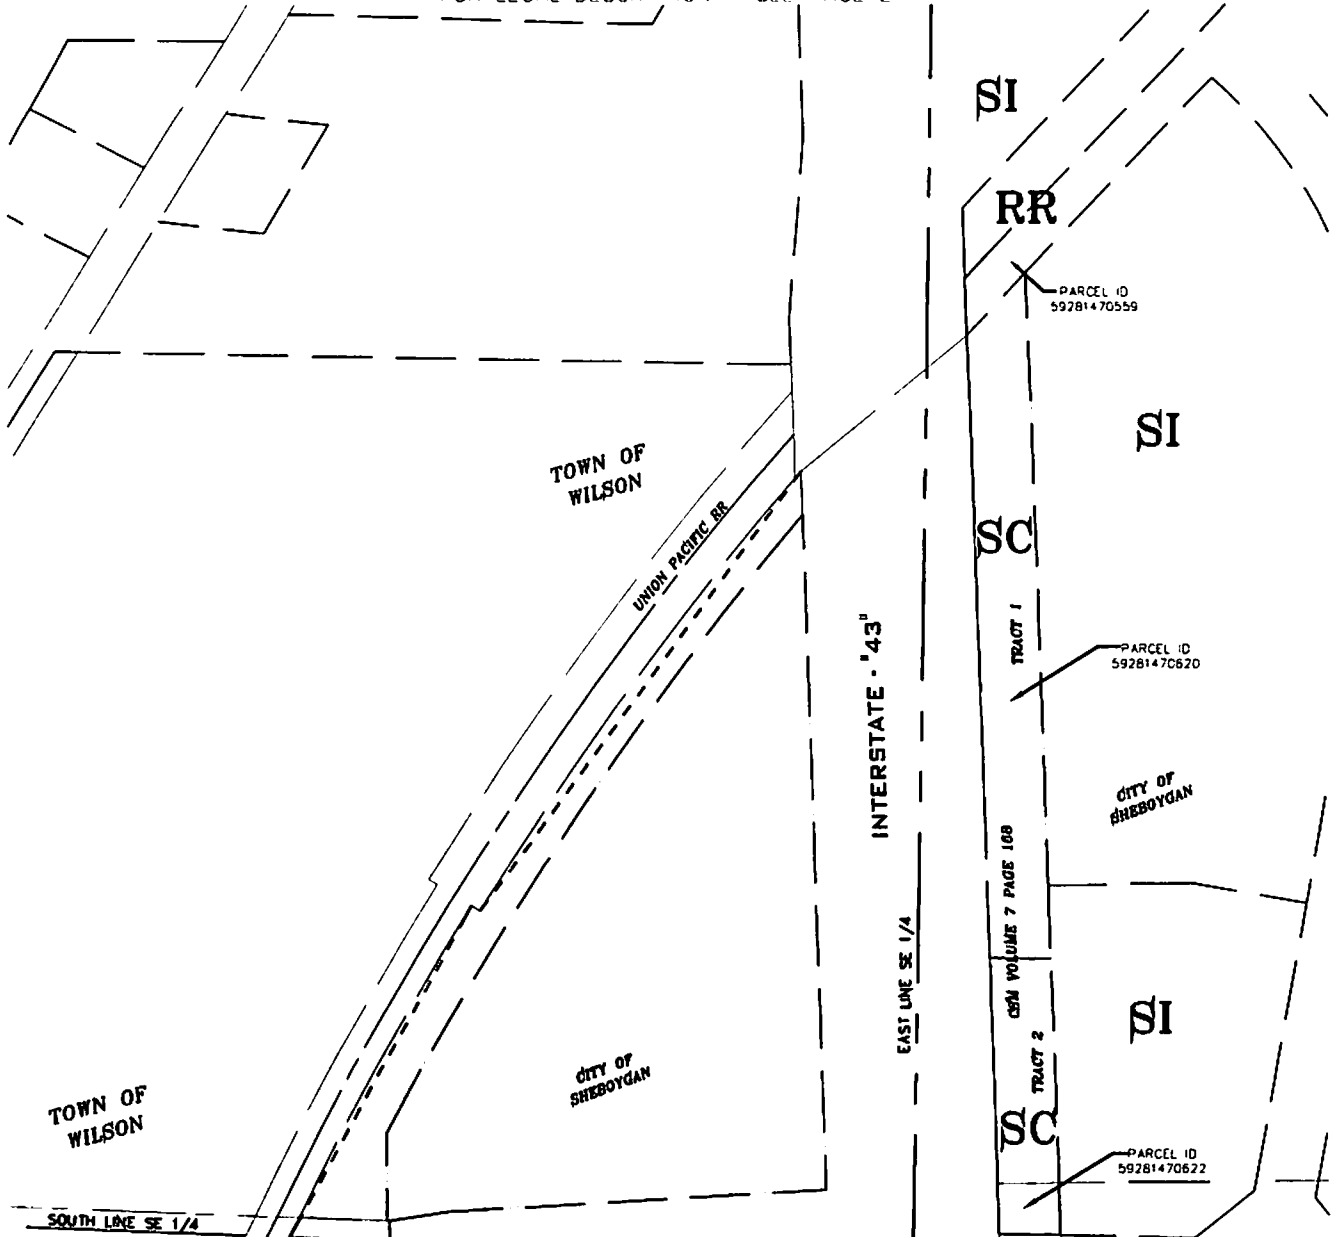 SI
RR
PARCEL ID
59281470559
TOWN OF
WILSON
SI
UNION PACIFIC RR
SC
TRACT 1
PARCEL ID
59281470620
INTERSTATE - "43"
CITY OF
SHEBOYGAN
CSM VOLUME 7 PAGE 168
EAST LINE SE 1/4
SI
TRACT 2
CITY OF
SHEBOYGAN
TOWN OF
WILSON
SC
PARCEL ID
59281470622
SOUTH LINE SE 1/4